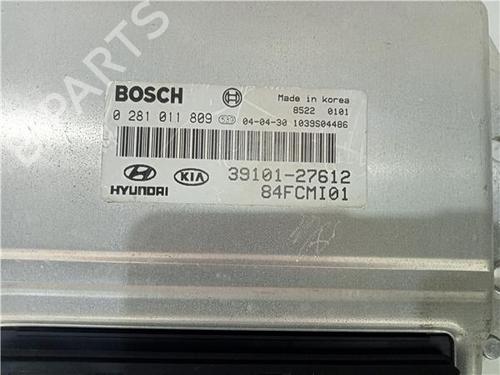 B-PARTS
BOSCH
Made in korea
8522 0101
0 281 011 809 04-04-30 1039S04486
HYUNDAI KIA 39101-27612
84FCMI01